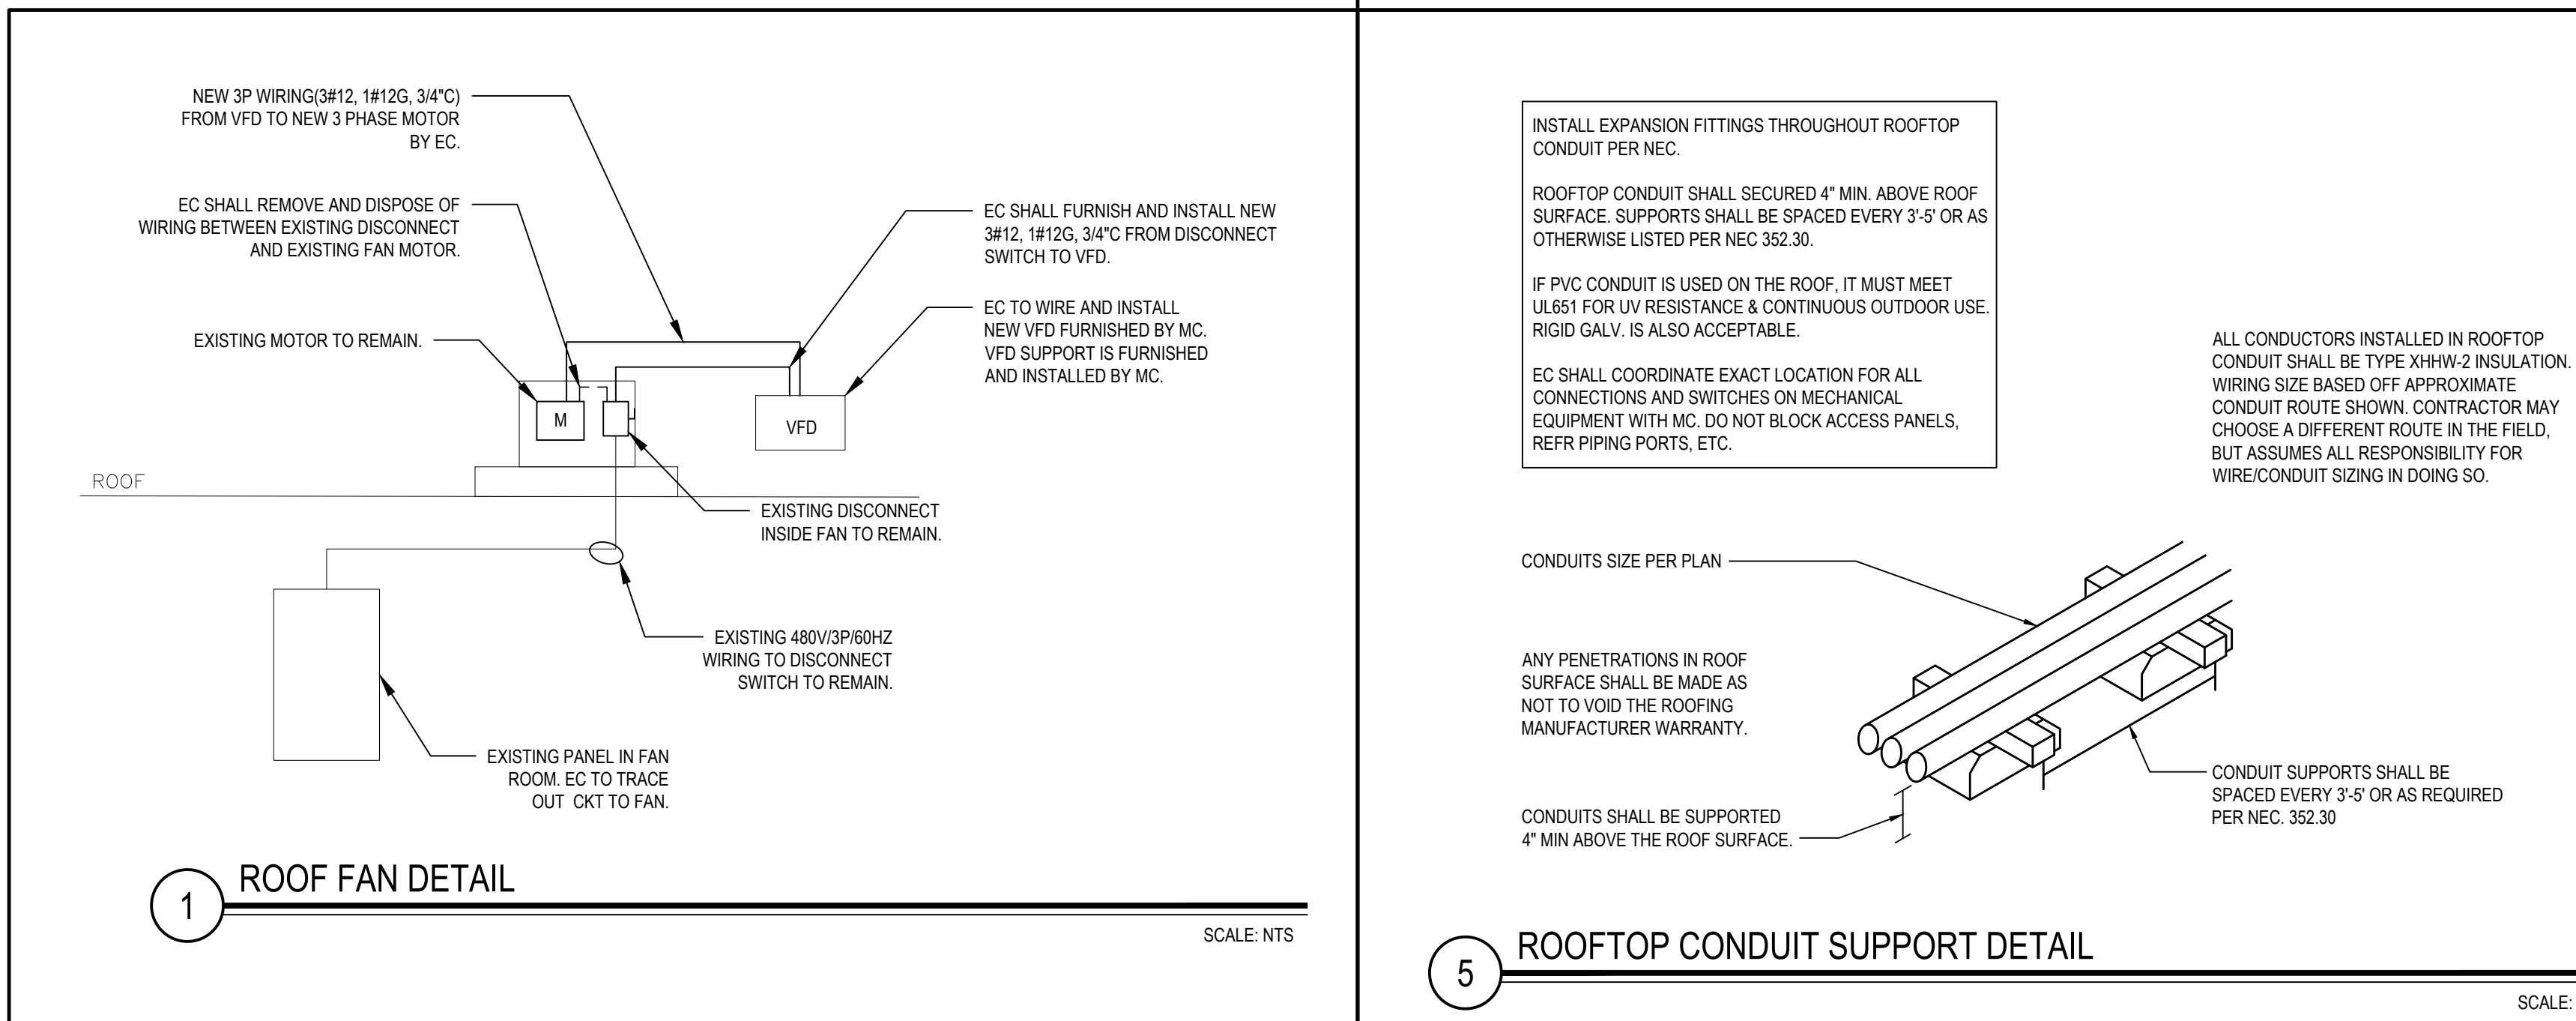 NEW 3P WIRING(3#12, 1#12G, 3/4"C)
FROM VFD TO NEW 3 PHASE MOTOR
BY EC.
EC SHALL REMOVE AND DISPOSE OF
WIRING BETWEEN EXISTING DISCONNECT
AND EXISTING FAN MOTOR.
EXISTING MOTOR TO REMAIN.
EC SHALL FURNISH AND INSTALL NEW
3#12, 1#12G, 3/4"C FROM DISCONNECT
SWITCH TO VFD.
EC TO WIRE AND INSTALL
NEW VFD FURNISHED BY MC.
VFD SUPPORT IS FURNISHED
AND INSTALLED BY MC.
M
VFD
ROOF
EXISTING DISCONNECT
INSIDE FAN TO REMAIN.
EXISTING 480V/3P/60HZ
WIRING TO DISCONNECT
SWITCH TO REMAIN.
EXISTING PANEL IN FAN
ROOM. EC TO TRACE
OUT CKT TO FAN.
1
ROOF FAN DETAIL
SCALE: NTS
INSTALL EXPANSION FITTINGS THROUGHOUT ROOFTOP
CONDUIT PER NEC.
ROOFTOP CONDUIT SHALL SECURED 4" MIN. ABOVE ROOF
SURFACE. SUPPORTS SHALL BE SPACED EVERY 3'-5' OR AS
OTHERWISE LISTED PER NEC 352.30.
IF PVC CONDUIT IS USED ON THE ROOF, IT MUST MEET
UL651 FOR UV RESISTANCE & CONTINUOUS OUTDOOR USE.
RIGID GALV. IS ALSO ACCEPTABLE.
EC SHALL COORDINATE EXACT LOCATION FOR ALL
CONNECTIONS AND SWITCHES ON MECHANICAL
EQUIPMENT WITH MC. DO NOT BLOCK ACCESS PANELS,
REFR PIPING PORTS, ETC.
ALL CONDUCTORS INSTALLED IN ROOFTOP
CONDUIT SHALL BE TYPE XHHW-2 INSULATION.
WIRING SIZE BASED OFF APPROXIMATE
CONDUIT ROUTE SHOWN. CONTRACTOR MAY
CHOOSE A DIFFERENT ROUTE IN THE FIELD,
BUT ASSUMES ALL RESPONSIBILITY FOR
WIRE/CONDUIT SIZING IN DOING SO.
CONDUITS SIZE PER PLAN
ANY PENETRATIONS IN ROOF
SURFACE SHALL BE MADE AS
NOT TO VOID THE ROOFING
MANUFACTURER WARRANTY.
CONDUITS SHALL BE SUPPORTED
4" MIN ABOVE THE ROOF SURFACE.
CONDUIT SUPPORTS SHALL BE
SPACED EVERY 3'-5' OR AS REQUIRED
PER NEC. 352.30
5
ROOFTOP CONDUIT SUPPORT DETAIL
SCALE: